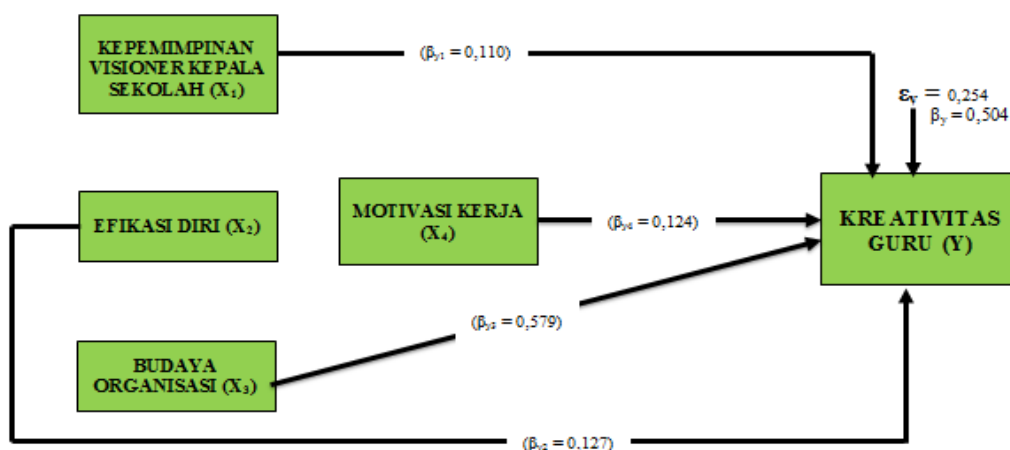 KEPEMIMPINAN
VISIONER KEPALA
SEKOLAH (X₁)
(βy₁ = 0,110)
εy = 0,254
βy = 0,504
EFIKASI DIRI (X₂)
MOTIVASI KERJA
(X₄)
(βy₄ = 0,124)
KREATIVITAS
GURU (Y)
(βy₃ = 0,579)
BUDAYA
ORGANISASI (X₃)
(βy₂ = 0,127)